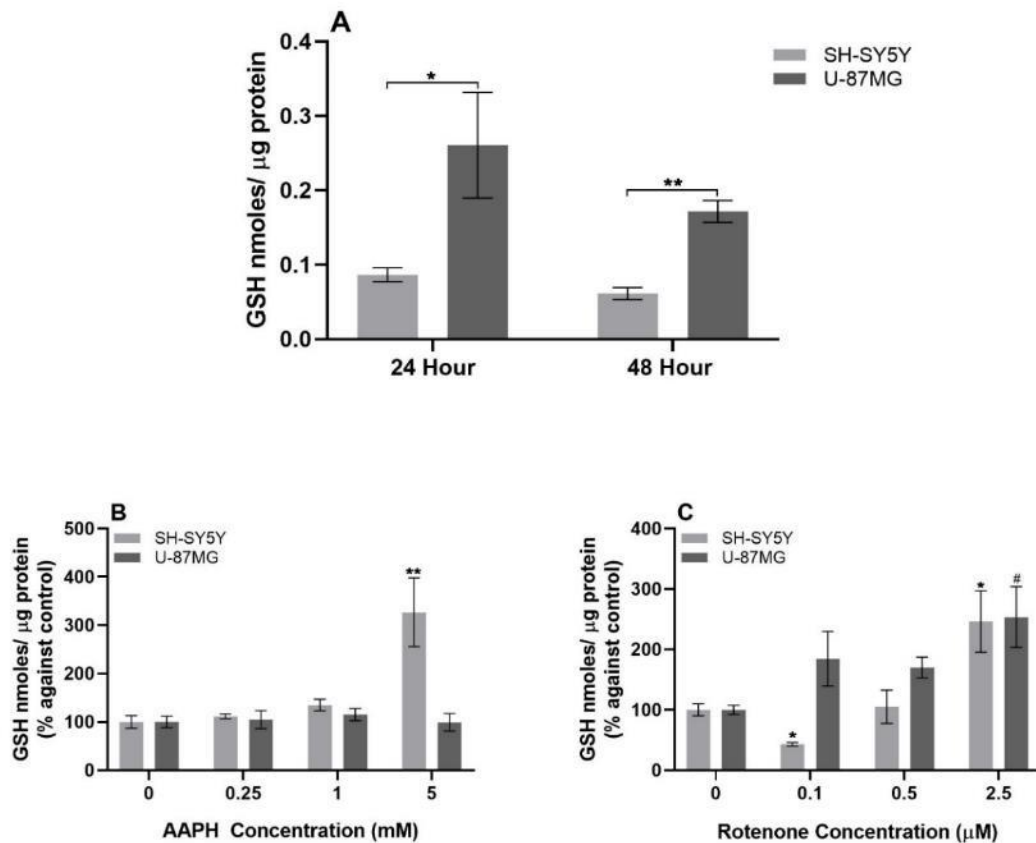 A
SH-SY5Y
U-87MG
GSH nmoles/ μg protein
0.4
0.3
0.2
0.1
0.0
*
**
24 Hour 48 Hour
B
SH-SY5Y
U-87MG
GSH nmoles/ μg protein
(% against control)
500
400
300
200
100
0
**
0 0.25 1 5
AAPH Concentration (mM)
C
SH-SY5Y
U-87MG
GSH nmoles/ μg protein
(% against control)
400
300
200
100
0
*
* #
0 0.1 0.5 2.5
Rotenone Concentration (μM)